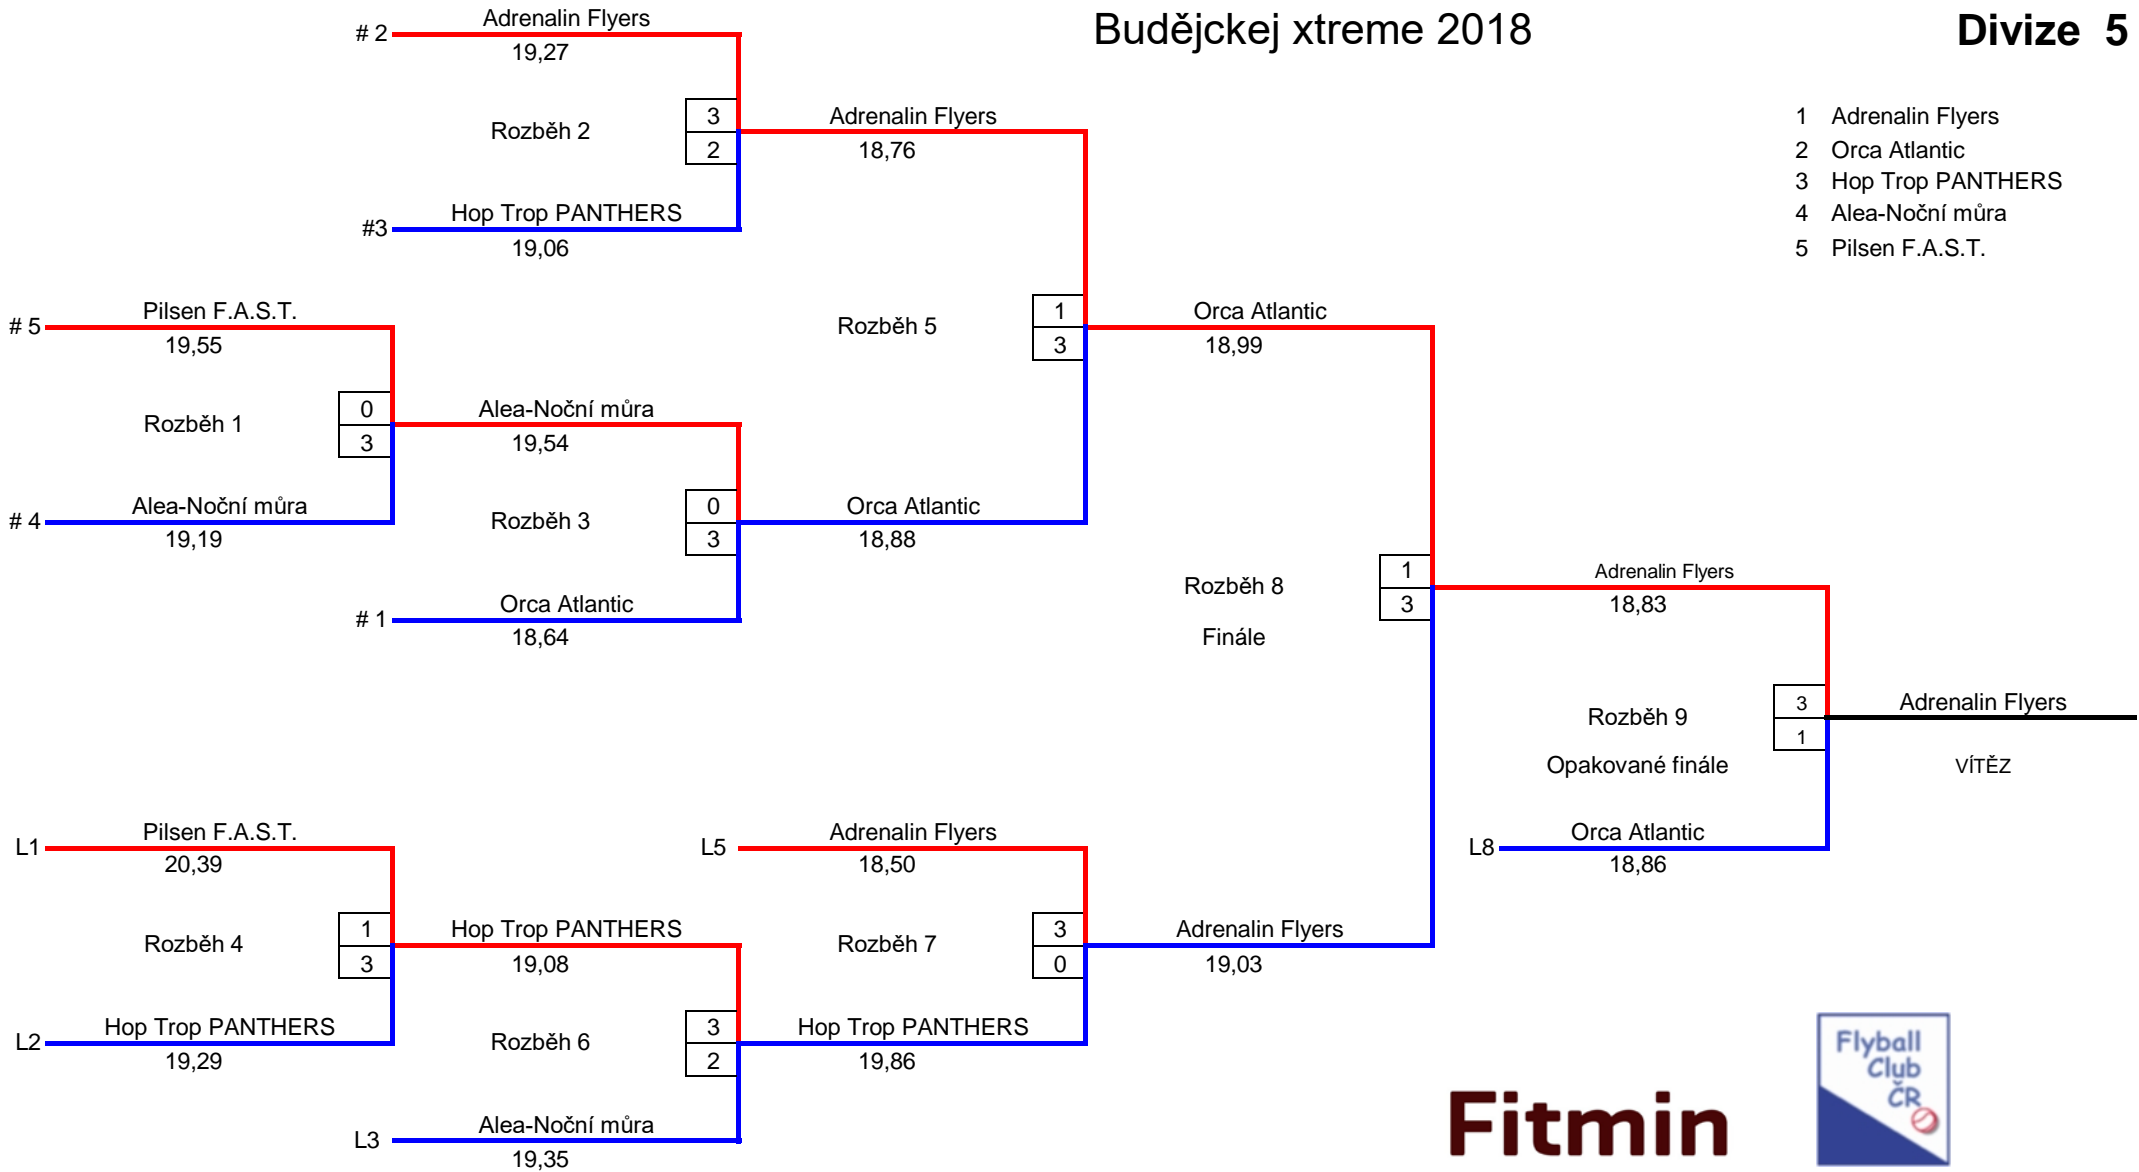 Budějckej xtreme 2018
Divize 5
# 2
Adrenalin Flyers
19,27
Rozběh 2
3
2
#3
Hop Trop PANTHERS
19,06
Adrenalin Flyers
18,76
1 Adrenalin Flyers
2 Orca Atlantic
3 Hop Trop PANTHERS
4 Alea-Noční můra
5 Pilsen F.A.S.T.
# 5
Pilsen F.A.S.T.
19,55
Rozběh 1
0
3
# 4
Alea-Noční můra
19,19
Alea-Noční můra
19,54
Rozběh 3
0
3
# 1
Orca Atlantic
18,64
Rozběh 5
1
3
Orca Atlantic
18,88
Orca Atlantic
18,99
Rozběh 8
Finále
1
3
Adrenalin Flyers
18,83
Rozběh 9
Opakované finále
3
1
Adrenalin Flyers
VÍTĚZ
L8
Orca Atlantic
18,86
L1
Pilsen F.A.S.T.
20,39
Rozběh 4
1
3
L2
Hop Trop PANTHERS
19,29
Hop Trop PANTHERS
19,08
Rozběh 6
3
2
L3
Alea-Noční můra
19,35
L5
Adrenalin Flyers
18,50
Rozběh 7
3
0
Hop Trop PANTHERS
19,86
Adrenalin Flyers
19,03
Fitmin
Flyball
Club
ČR